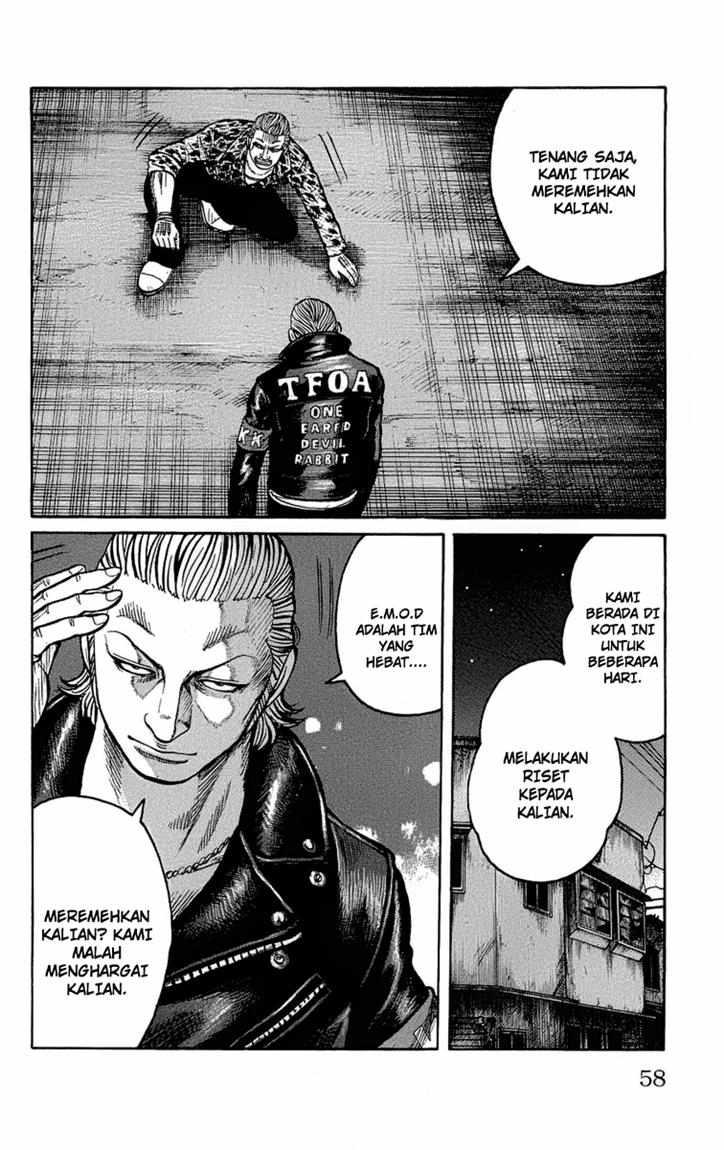 TENANG SAJA,
KAMI TIDAK
MEREMEHKAN
KALIAN.
TFOA
ONE
EARED
DEVIL
RABBIT
KK
KAMI
BERADA DI
KOTA INI
UNTUK
BEBERAPA
HARI.
MELAKUKAN
RISET
KEPADA
KALIAN.
E.M.O.D
ADALAH TIM
YANG
HEBAT....
MEREMEHKAN
KALIAN? KAMI
MALAH
MENGHARGAI
KALIAN.
58